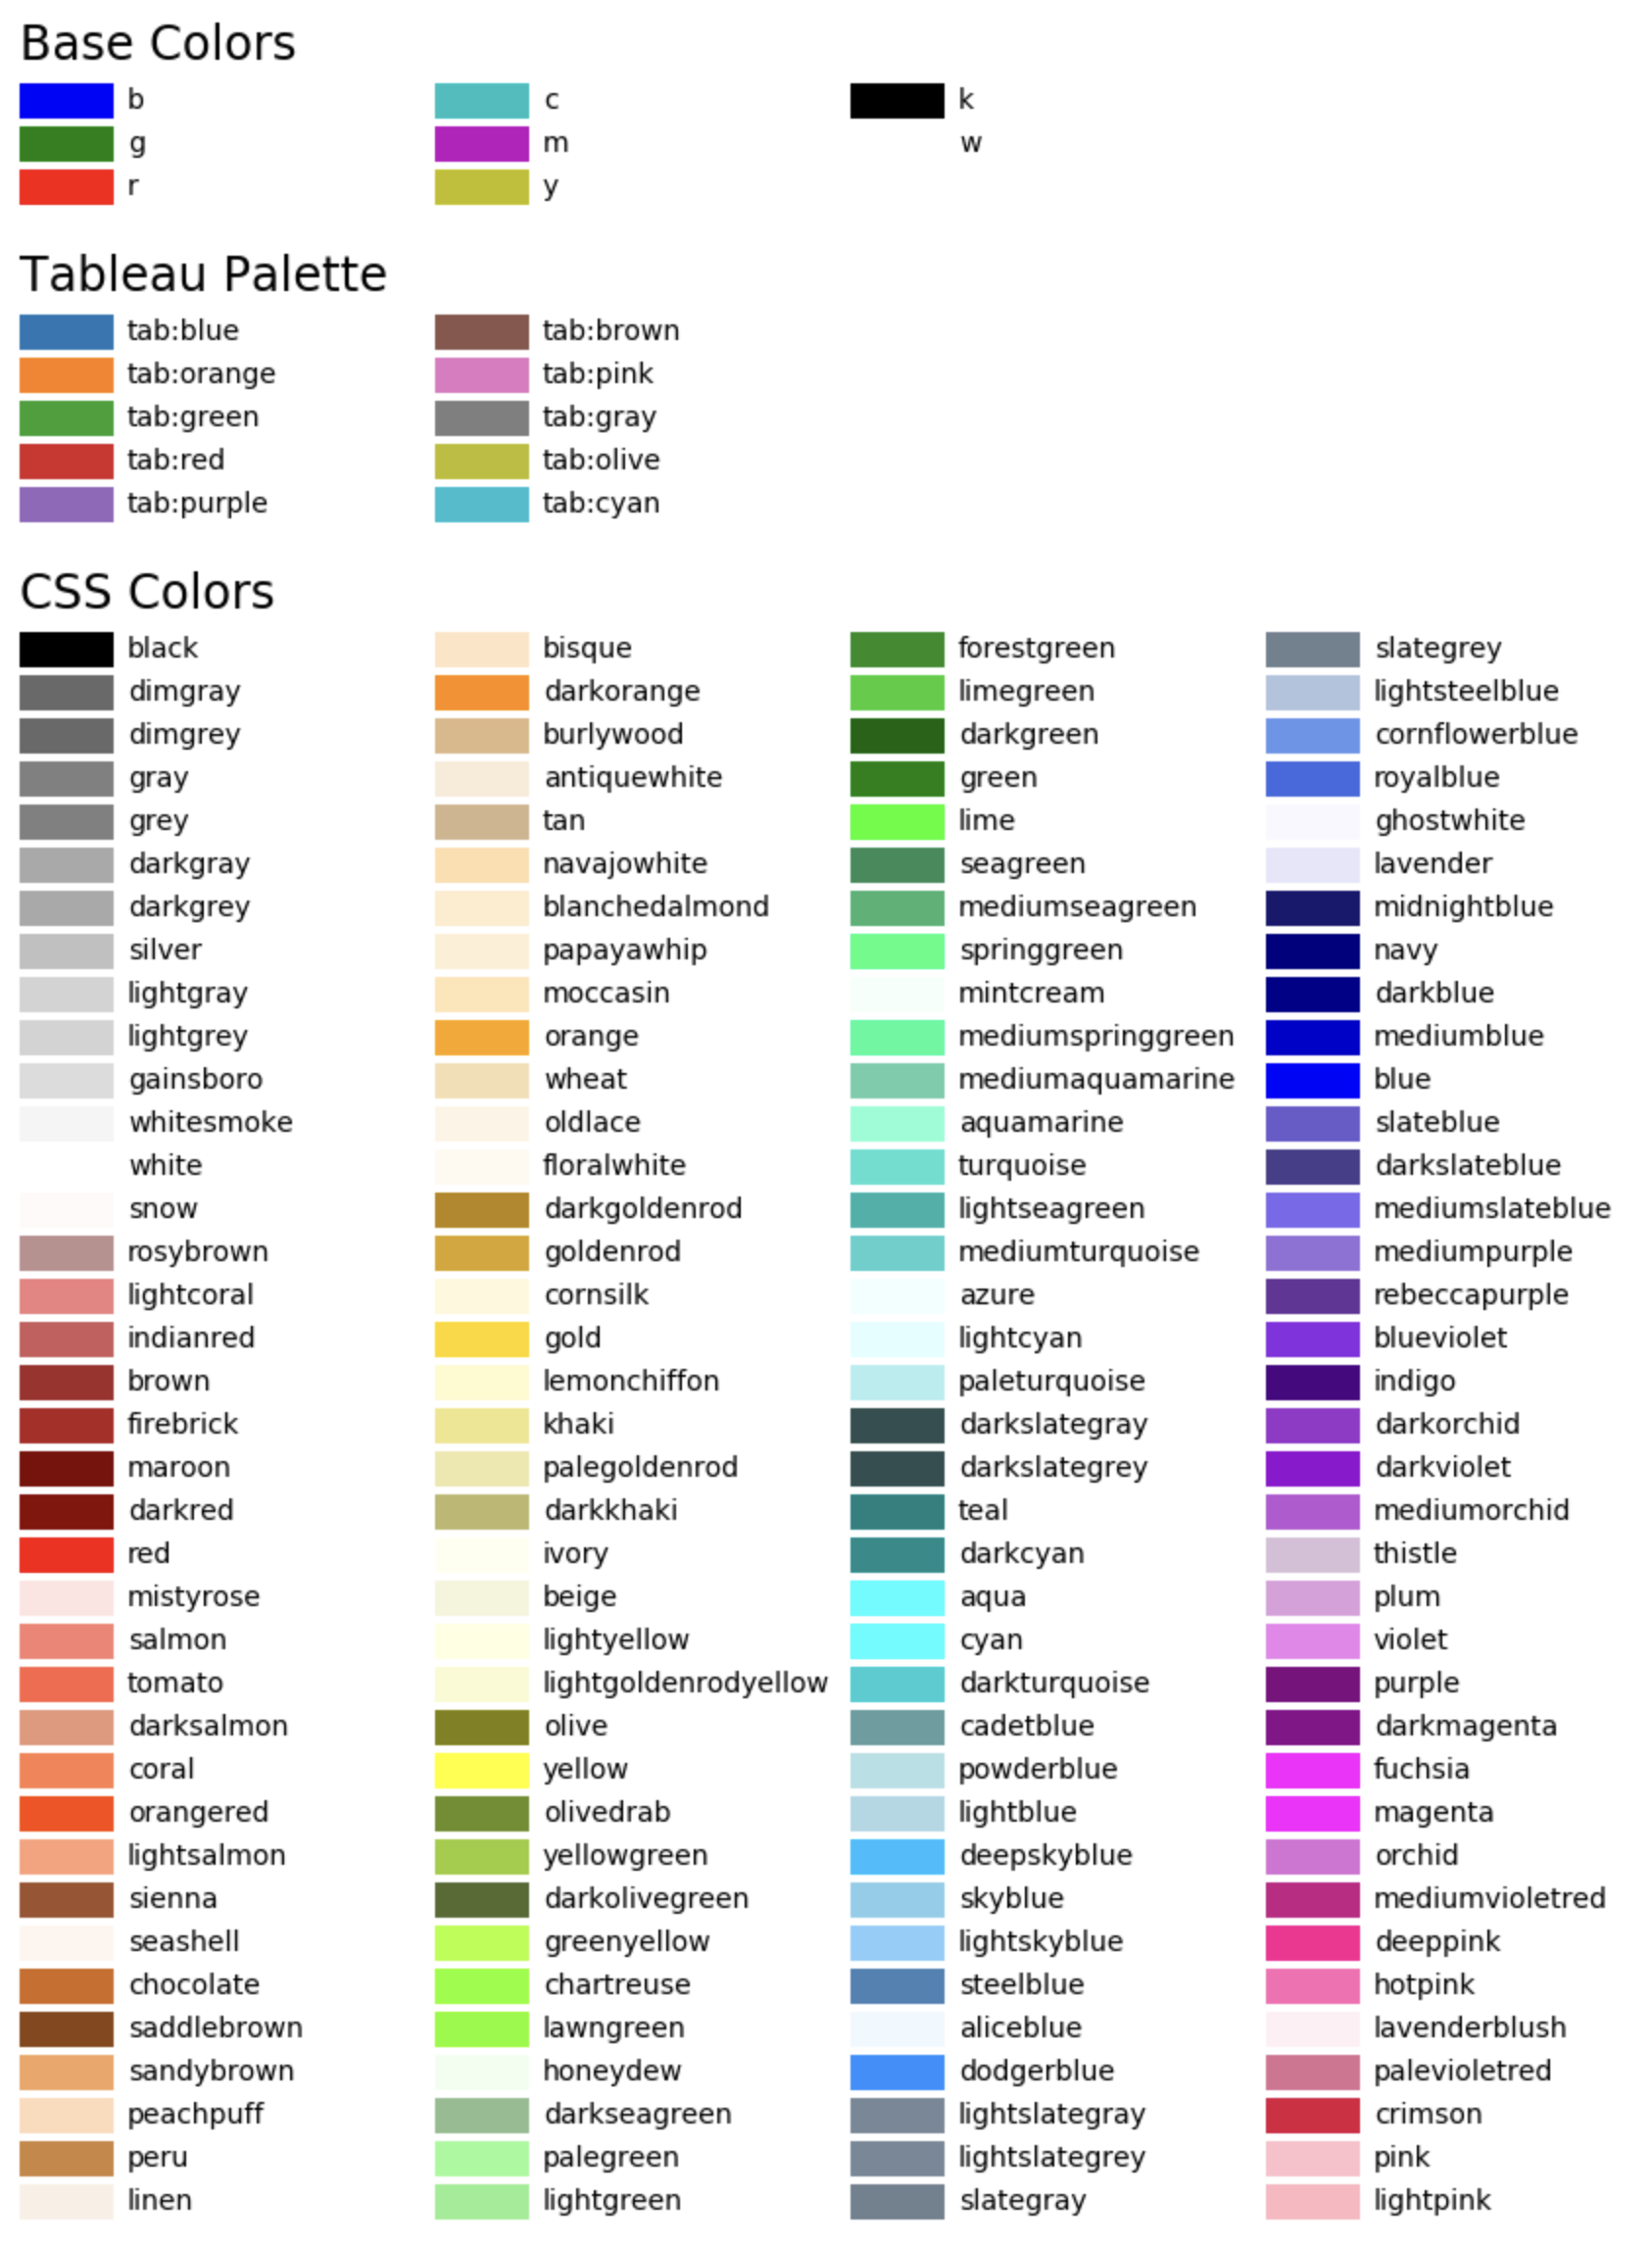 Base Colors
b
g
r
c
m
y
k
w
Tableau Palette
tab:blue
tab:orange
tab:green
tab:red
tab:purple
tab:brown
tab:pink
tab:gray
tab:olive
tab:cyan
CSS Colors
black
dimgray
dimgrey
gray
grey
darkgray
darkgrey
silver
lightgray
lightgrey
gainsboro
whitesmoke
white
snow
rosybrown
lightcoral
indianred
brown
firebrick
maroon
darkred
red
mistyrose
salmon
tomato
darksalmon
coral
orangered
lightsalmon
sienna
seashell
chocolate
saddlebrown
sandybrown
peachpuff
peru
linen
bisque
darkorange
burlywood
antiquewhite
tan
navajowhite
blanchedalmond
papayawhip
moccasin
orange
wheat
oldlace
floralwhite
darkgoldenrod
goldenrod
cornsilk
gold
lemonchiffon
khaki
palegoldenrod
darkkhaki
ivory
beige
lightyellow
lightgoldenrodyellow
olive
yellow
olivedrab
yellowgreen
darkolivegreen
greenyellow
chartreuse
lawngreen
honeydew
darkseagreen
palegreen
lightgreen
forestgreen
limegreen
darkgreen
green
lime
seagreen
mediumseagreen
springgreen
mintcream
mediumspringgreen
mediumaquamarine
aquamarine
turquoise
lightseagreen
mediumturquoise
azure
lightcyan
paleturquoise
darkslategray
darkslategrey
teal
darkcyan
aqua
cyan
darkturquoise
cadetblue
powderblue
lightblue
deepskyblue
skyblue
lightskyblue
steelblue
aliceblue
dodgerblue
lightslategray
lightslategrey
slategray
slategrey
lightsteelblue
cornflowerblue
royalblue
ghostwhite
lavender
midnightblue
navy
darkblue
mediumblue
blue
slateblue
darkslateblue
mediumslateblue
mediumpurple
rebeccapurple
blueviolet
indigo
darkorchid
darkviolet
mediumorchid
thistle
plum
violet
purple
darkmagenta
fuchsia
magenta
orchid
mediumvioletred
deeppink
hotpink
lavenderblush
palevioletred
crimson
pink
lightpink